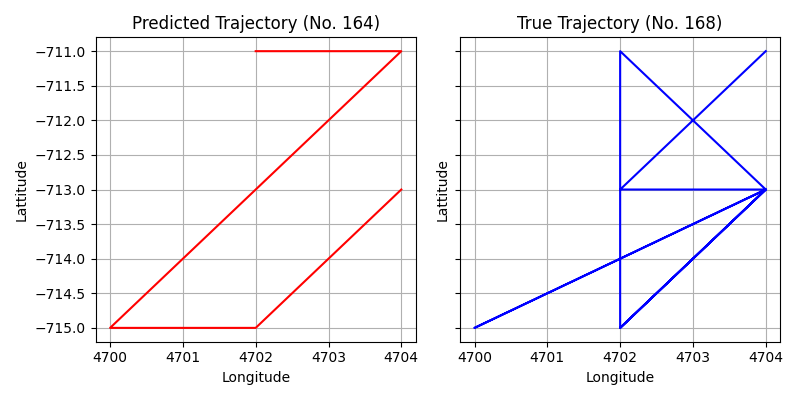 Predicted Trajectory (No. 164)
True Trajectory (No. 168)
−711.0
−711.5
−712.0
−712.5
−713.0
−713.5
−714.0
−714.5
−715.0
Lattitude
Lattitude
4700 4701 4702 4703 4704
4700 4701 4702 4703 4704
Longitude
Longitude